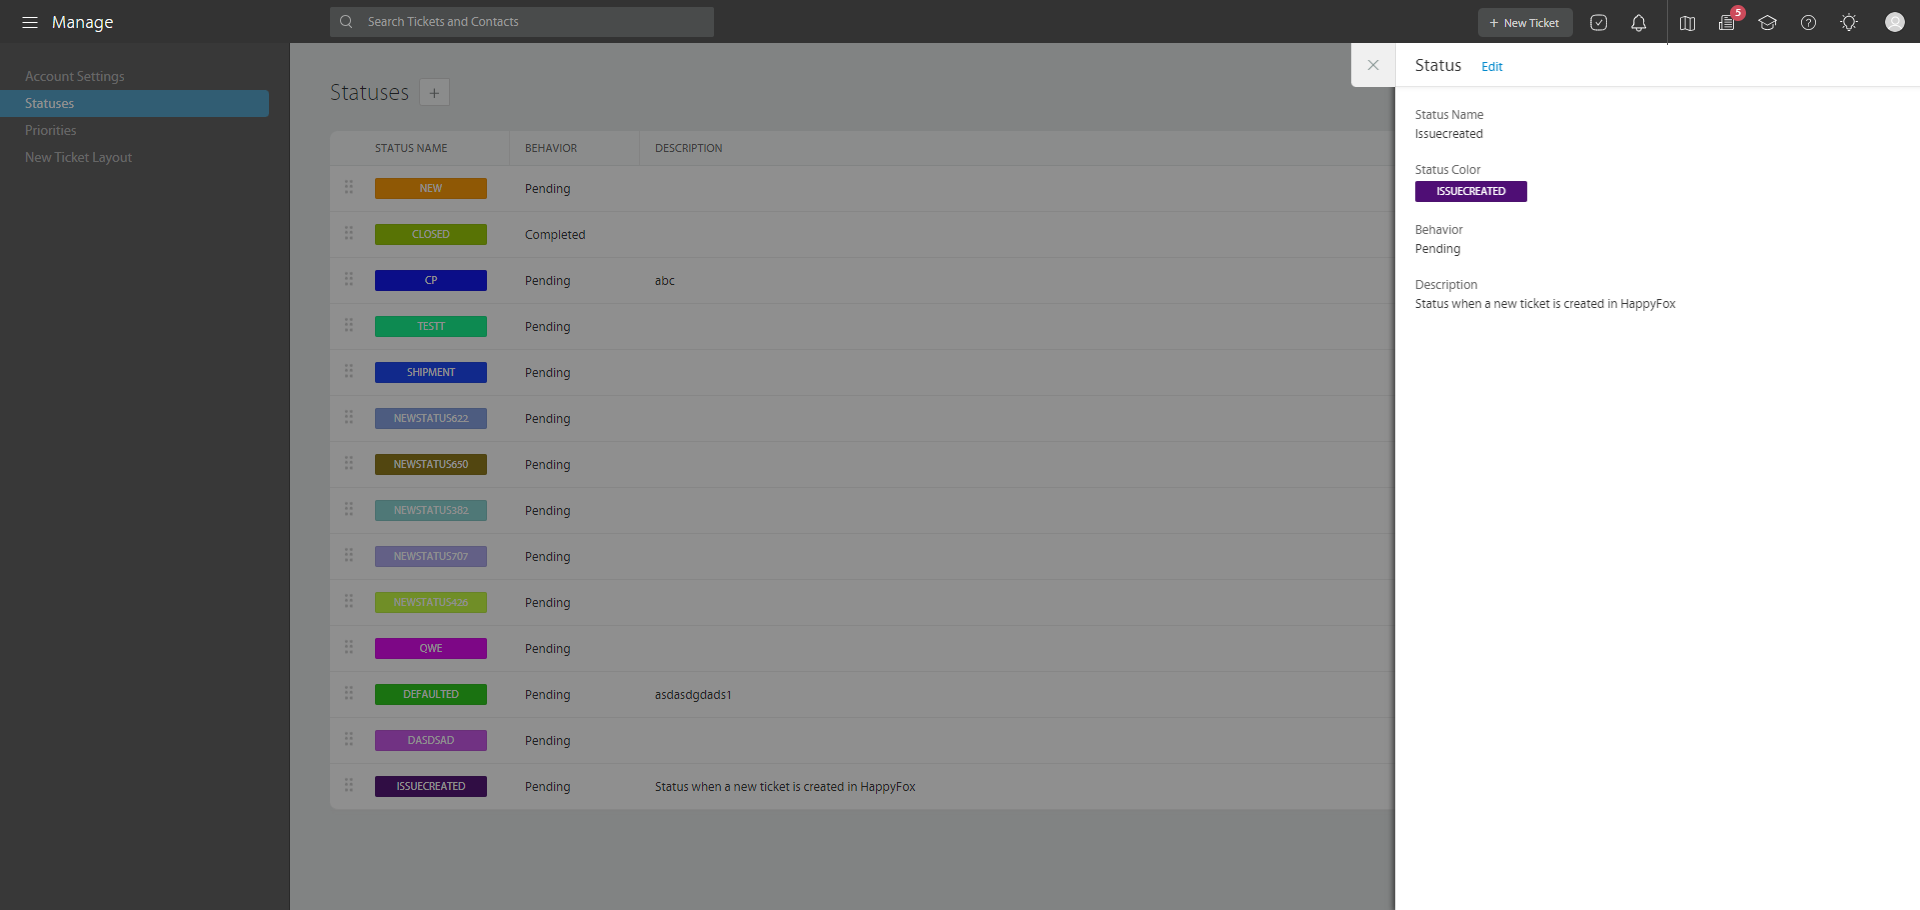 Manage
Search Tickets and Contacts
+ New Ticket
5
Account Settings
Statuses
Priorities
New Ticket Layout
Statuses +
STATUS NAME BEHAVIOR DESCRIPTION
NEW Pending
CLOSED Completed
CP Pending abc
TESTT Pending
SHIPMENT Pending
NEWSTATUS622 Pending
NEWSTATUS650 Pending
NEWSTATUS382 Pending
NEWSTATUS707 Pending
NEWSTATUS426 Pending
QWE Pending
DEFAULTED Pending asdasdgdads1
DASDSAD Pending
ISSUECREATED Pending Status when a new ticket is created in HappyFox
Status Edit
Status Name
Issuecreated
Status Color
ISSUECREATED
Behavior
Pending
Description
Status when a new ticket is created in HappyFox